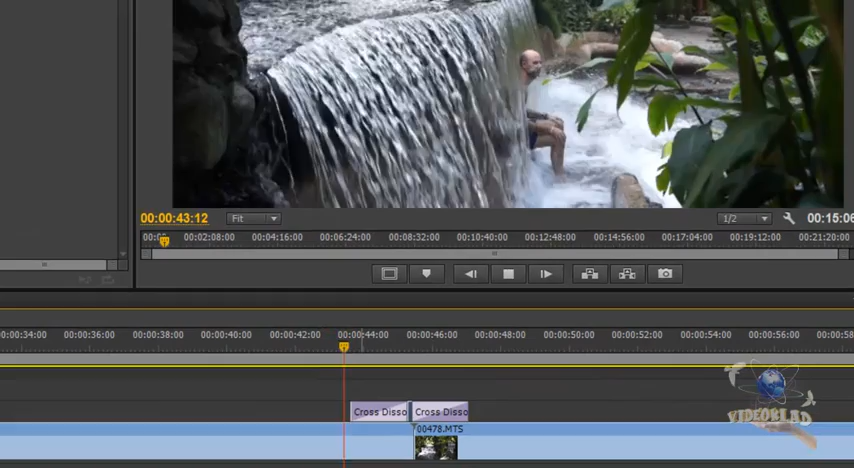 00:00:43:12
Fit
1/2
00:15:06
00:00
00:02:08:00 00:04:16:00 00:06:24:00 00:08:32:00 00:10:40:00 00:12:48:00 00:14:56:00 00:17:04:00 00:19:12:00 00:21:20:00
00:00:34:00 00:00:36:00 00:00:38:00 00:00:40:00 00:00:42:00 00:00:44:00 00:00:46:00 00:00:48:00 00:00:50:00 00:00:52:00 00:00:54:00 00:00:56:00 00:00:58
VIDEOKLAD
Cross Disso Cross Disso
00478.MTS